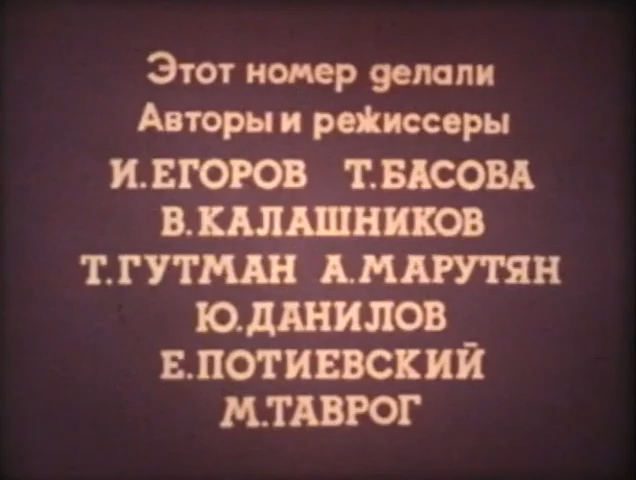 Этот номер делали
Авторы и режиссеры
И.ЕГОРОВ Т.БАСОВА
В.КАЛАШНИКОВ
Т.ГУТМАН А.МАРУТЯН
Ю.ДАНИЛОВ
Е.ПОТИЕВСКИЙ
М.ТАВРОГ